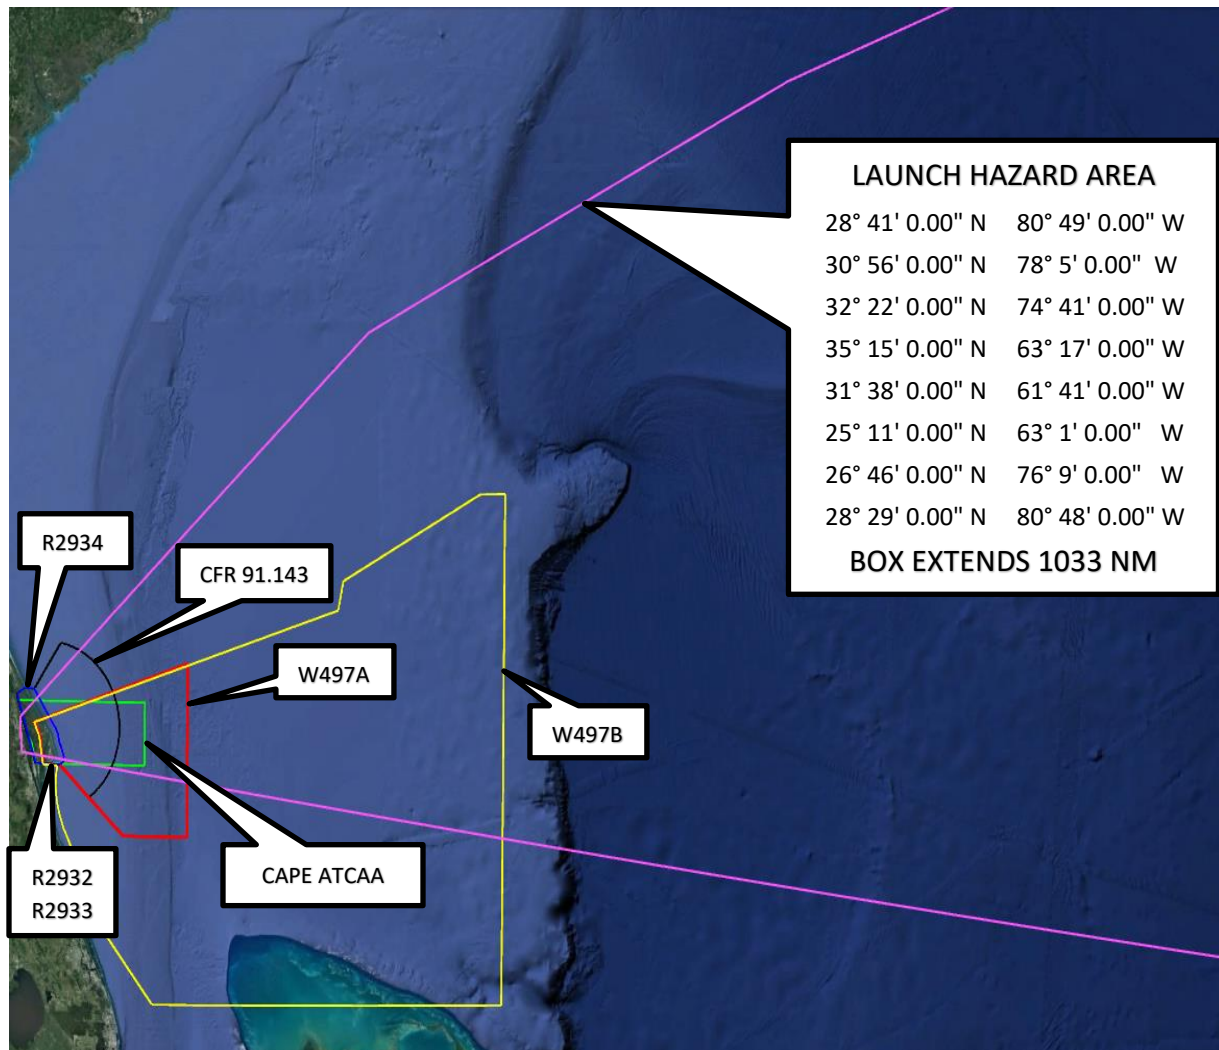 LAUNCH HAZARD AREA
28° 41' 0.00" N 80° 49' 0.00" W
30° 56' 0.00" N 78° 5' 0.00" W
32° 22' 0.00" N 74° 41' 0.00" W
35° 15' 0.00" N 63° 17' 0.00" W
31° 38' 0.00" N 61° 41' 0.00" W
25° 11' 0.00" N 63° 1' 0.00" W
26° 46' 0.00" N 76° 9' 0.00" W
28° 29' 0.00" N 80° 48' 0.00" W
BOX EXTENDS 1033 NM
R2934
CFR 91.143
W497A
W497B
CAPE ATCAA
R2932
R2933